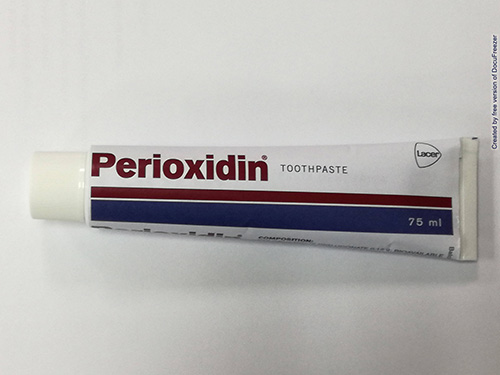 Perioxidin®
TOOTHPASTE
Lacer
75 ml
COMPOSITION:
Created by free version of DocuFreezer